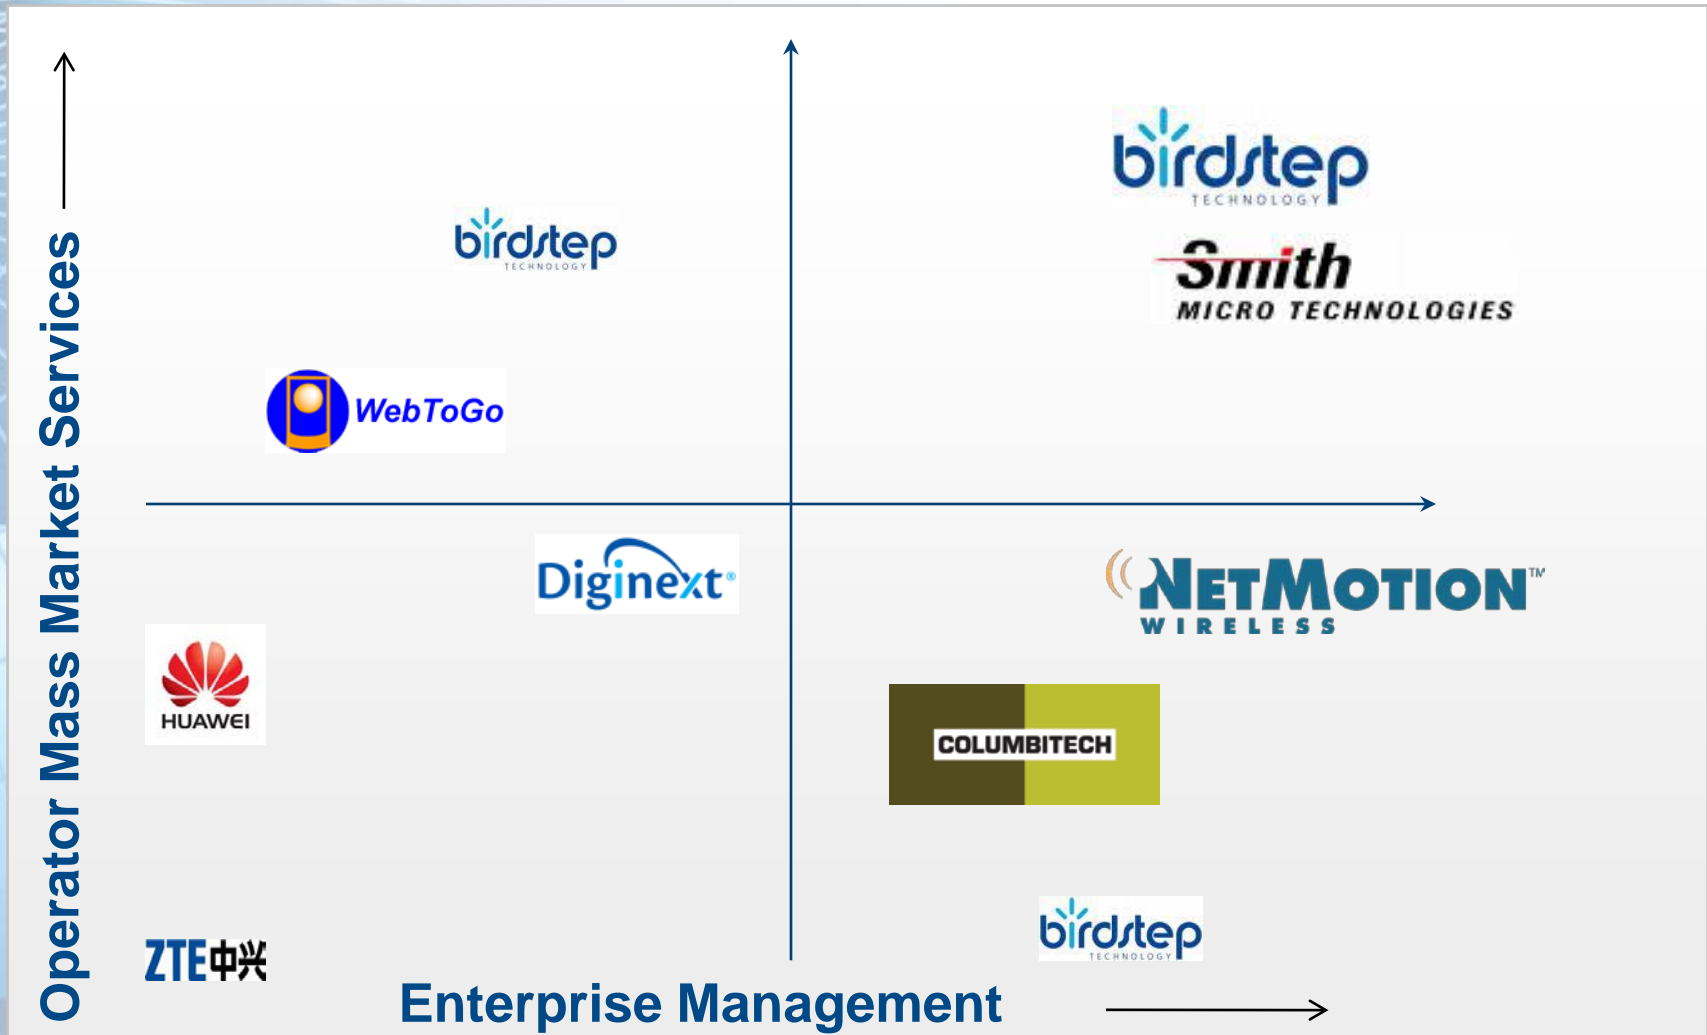 Operator Mass Market Services
birdstep
TECHNOLOGY
birdstep
TECHNOLOGY
Smith
MICRO TECHNOLOGIES
WebToGo
Diginext®
NETMOTION™
WIRELESS
HUAWEI
COLUMBITECH
birdstep
TECHNOLOGY
ZTE中兴
Enterprise Management